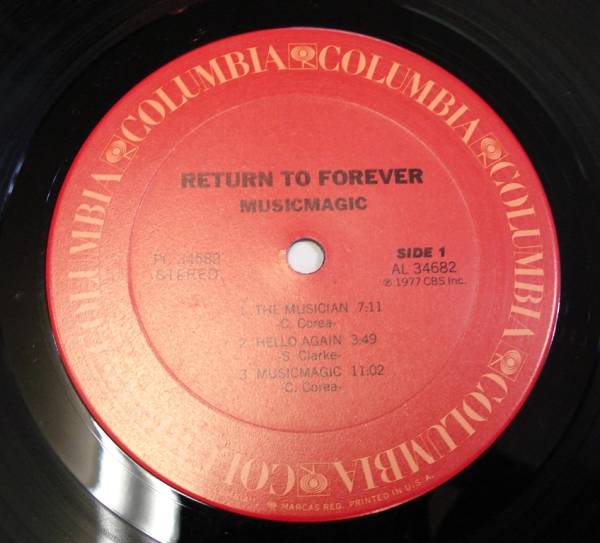 COLUMBIA COLUMBIA COLUMBIA COLUMBIA COLUMBIA COLUMBIA
RETURN TO FOREVER
MUSICMAGIC
PC 34682
STEREO
SIDE 1
AL 34682
℗ 1977 CBS Inc.
1. THE MUSICIAN 7:11
-C. Corea-
2. HELLO AGAIN 3:49
-S. Clarke-
3. MUSICMAGIC 11:02
-C. Corea-
MARCAS REG. PRINTED IN U.S.A.